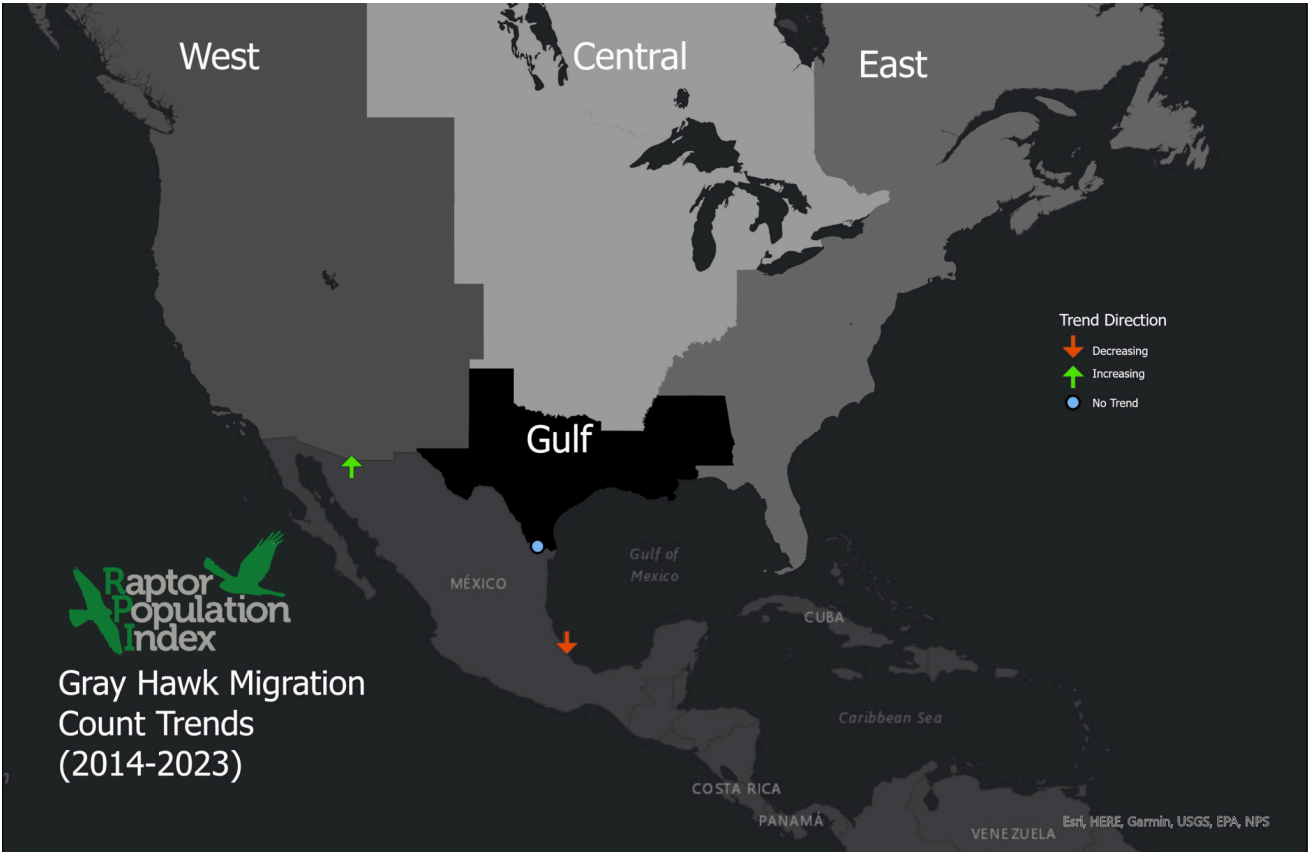 West
Central
East
Trend Direction
Decreasing
Increasing
No Trend
Gulf
Gulf of
Mexico
MÉXICO
CUBA
Raptor
Population
Index
Gray Hawk Migration
Count Trends
(2014-2023)
Caribbean Sea
COSTA RICA
PANAMÁ
VENEZUELA
Esri, HERE, Garmin, USGS, EPA, NPS